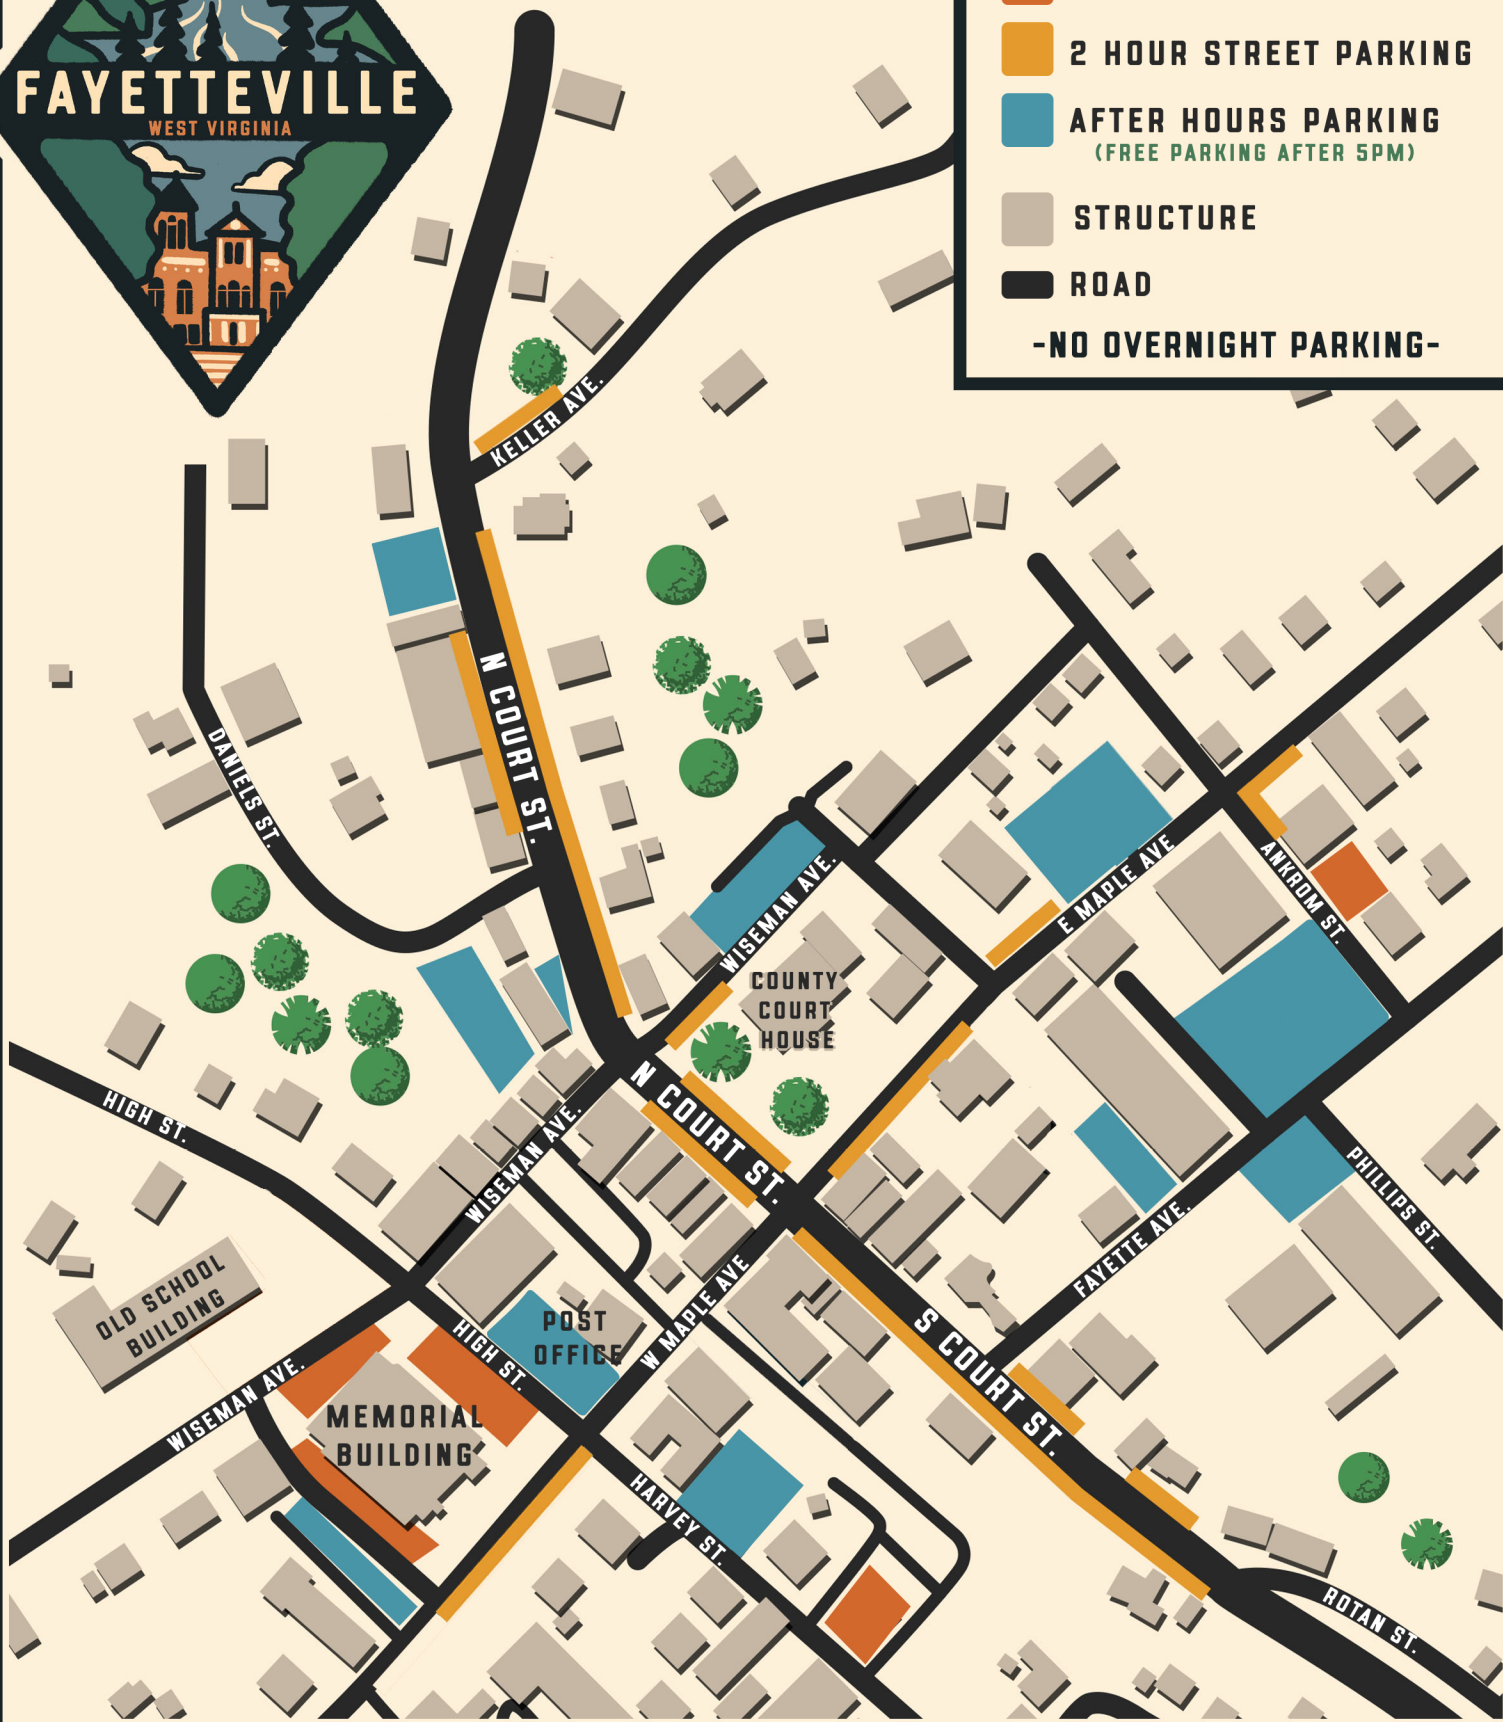 FAYETTEVILLE
WEST VIRGINIA
2 HOUR STREET PARKING
AFTER HOURS PARKING
(FREE PARKING AFTER 5PM)
STRUCTURE
ROAD
-NO OVERNIGHT PARKING-
KELLER AVE.
N COURT ST.
DANIELS ST.
WISEMAN AVE.
E MAPLE AVE
ANKROM ST.
COUNTY
COURT
HOUSE
N COURT ST.
HIGH ST.
WISEMAN AVE.
PHILLIPS ST.
FAYETTE AVE.
OLD SCHOOL
BUILDING
POST
OFFICE
W MAPLE AVE
S COURT ST.
HIGH ST.
WISEMAN AVE.
MEMORIAL
BUILDING
HARVEY ST.
ROTAN ST.